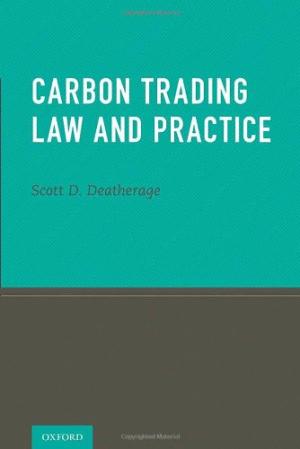 CARBON TRADING
LAW AND PRACTICE
Scott D. Deatherage
OXFORD